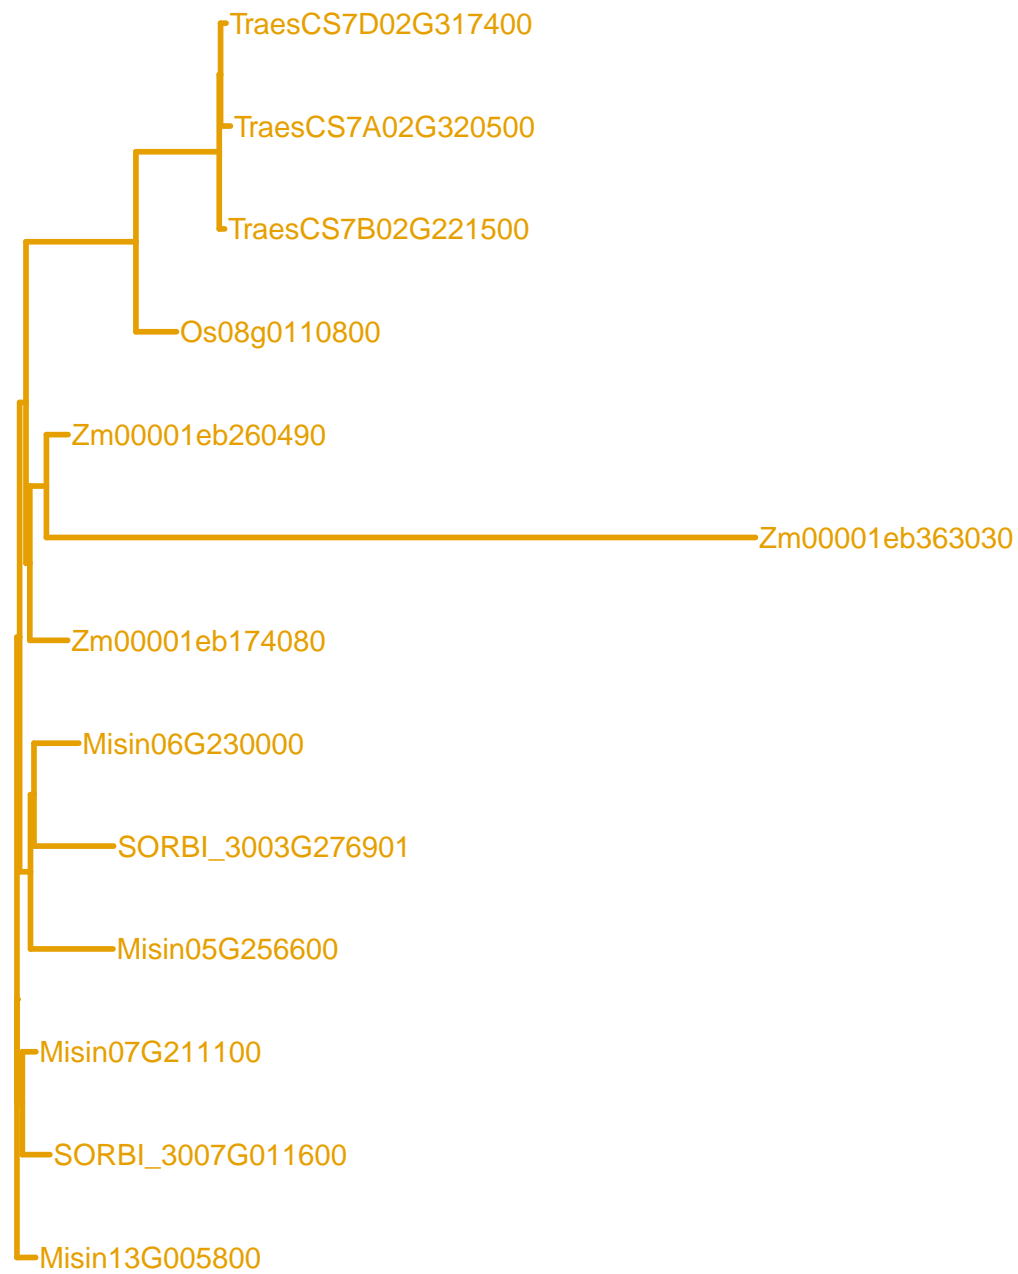 TraesCS7D02G317400
TraesCS7A02G320500
TraesCS7B02G221500
Os08g0110800
Zm00001eb260490
Zm00001eb363030
Zm00001eb174080
Misin06G230000
SORBI_3003G276901
Misin05G256600
Misin07G211100
SORBI_3007G011600
Misin13G005800